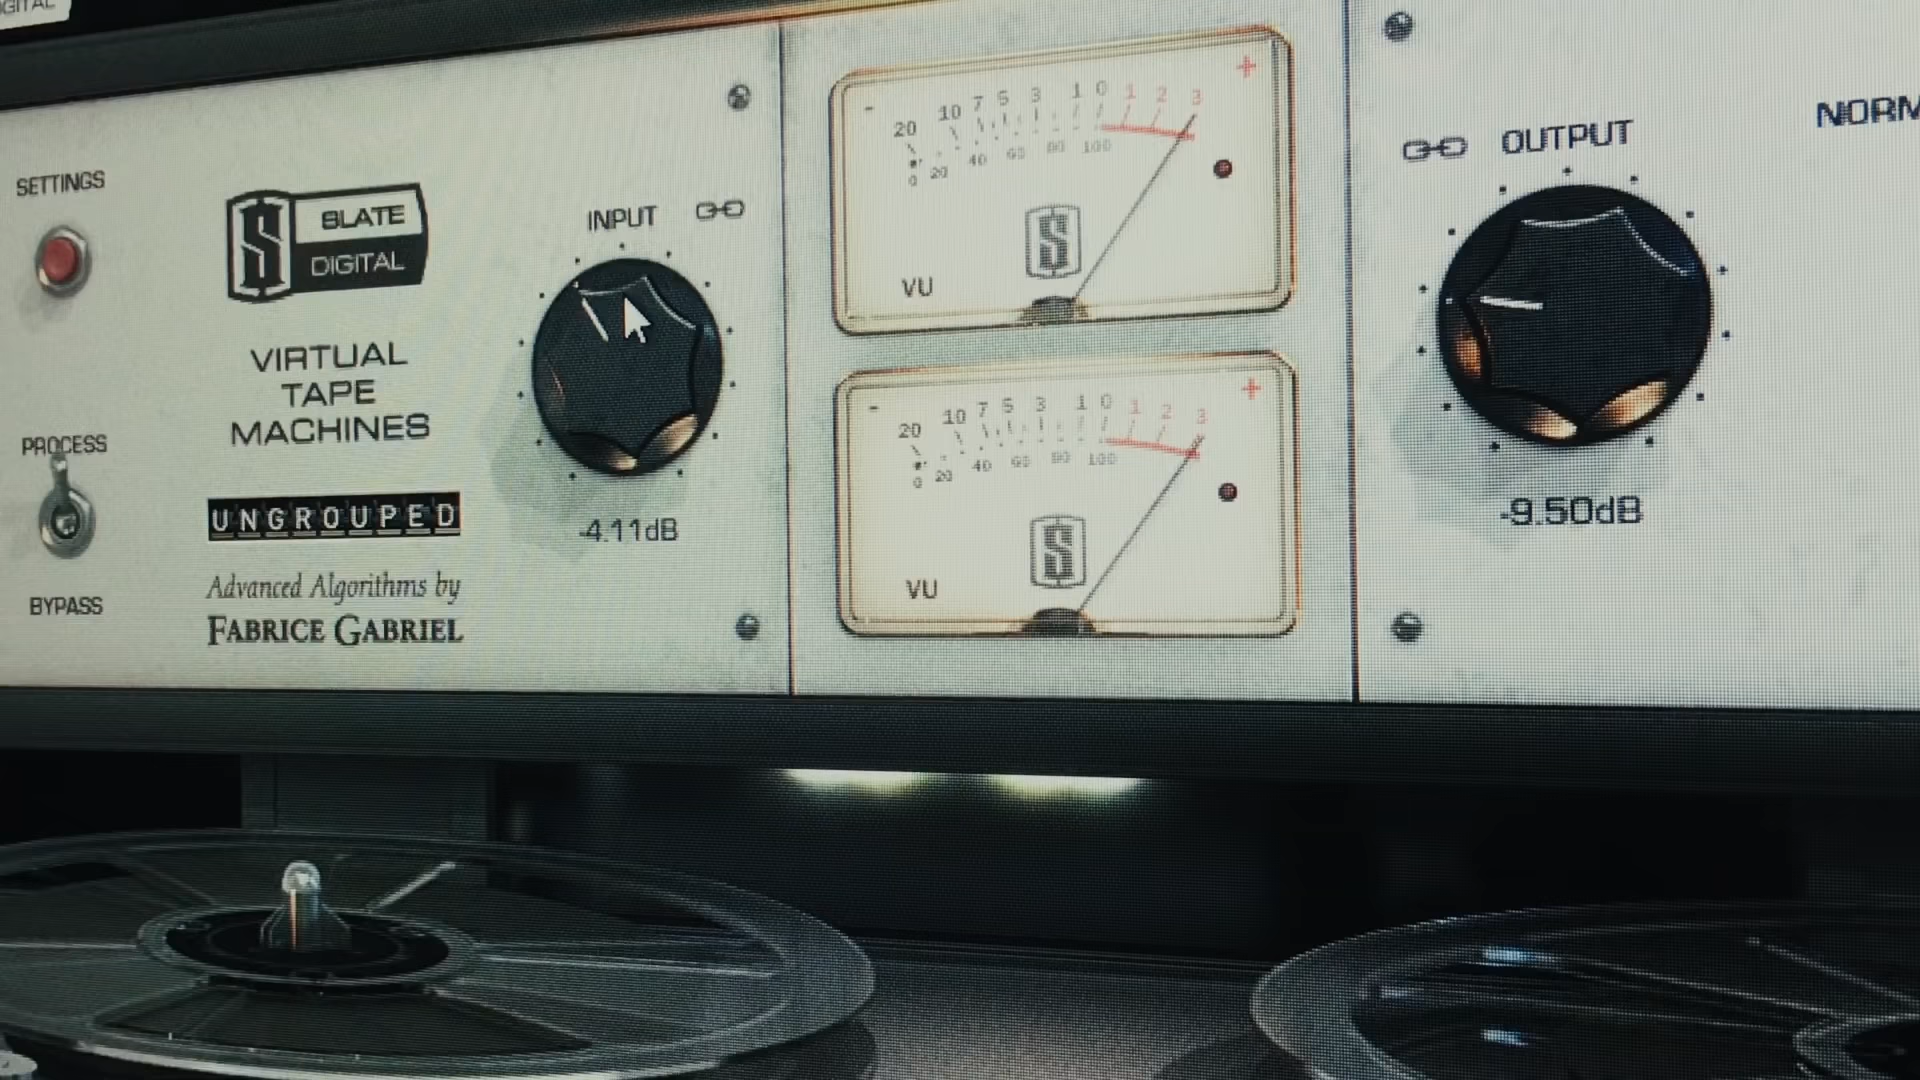 SETTINGS
SLATE
DIGITAL
VIRTUAL
TAPE
MACHINES
PROCESS
BYPASS
UNGROUPED
Advanced Algorithms by
FABRICE GABRIEL
INPUT
-4.11dB
- +
20 10 7 5 3 1 0 1 2 3
0 20 40 60 80 100
S
VU
- +
20 10 7 5 3 1 0 1 2 3
0 20 40 60 80 100
S
VU
OUTPUT
-9.50dB